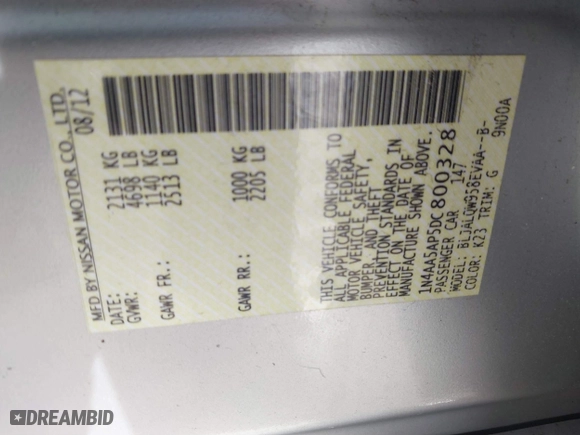 MFD BY NISSAN MOTOR CO., LTD.
DATE: 08/12
GVWR: 2131 KG
4698 LB
GAWR FR.: 1140 KG
2513 LB
GAWR RR.: 1000 KG
2205 LB
THIS VEHICLE CONFORMS TO
ALL APPLICABLE FEDERAL
MOTOR VEHICLE SAFETY,
BUMPER, AND THEFT
PREVENTION STANDARDS IN
EFFECT ON THE DATE OF
MANUFACTURE SHOWN ABOVE.
1N4AA5AP5DC800328
PASSENGER CAR 147
MODEL: BLJALQW958EVAA--B-
COLOR: K23 TRIM: G 9N00A
DREAMBID